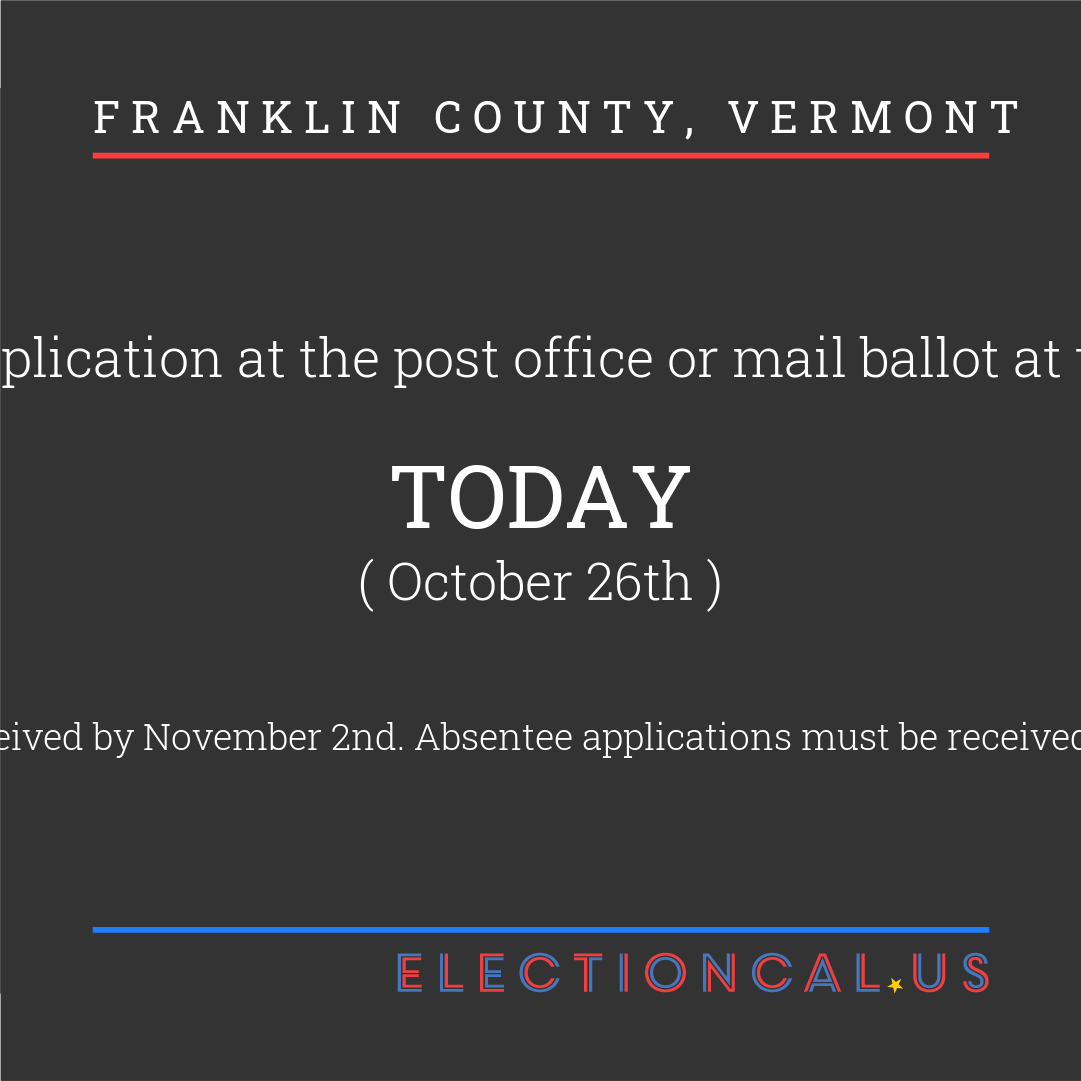 FRANKLIN COUNTY, VERMONT
plication at the post office or mail ballot at
TODAY
( October 26th )
eived by November 2nd. Absentee applications must be received
ELECTIONCAL.US